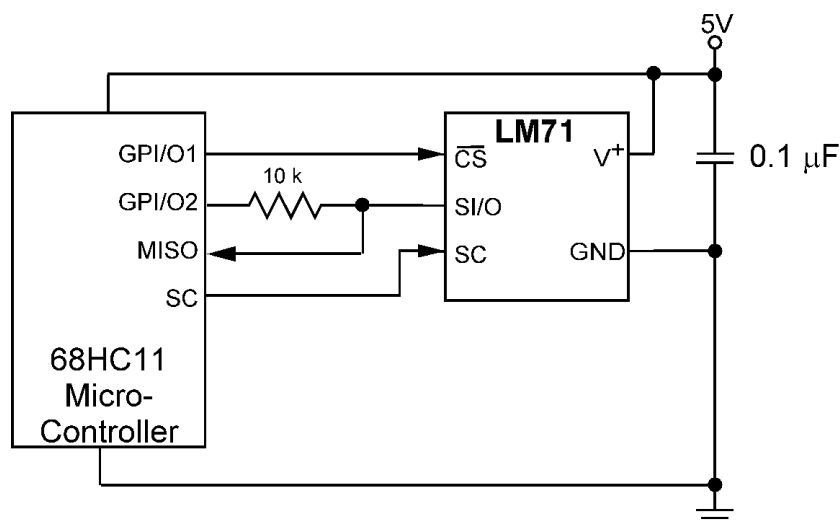 5V
LM71
GPI/O1
CS
V+
0.1 µF
10 k
GPI/O2
SI/O
MISO
SC
GND
SC
68HC11
Micro-
Controller